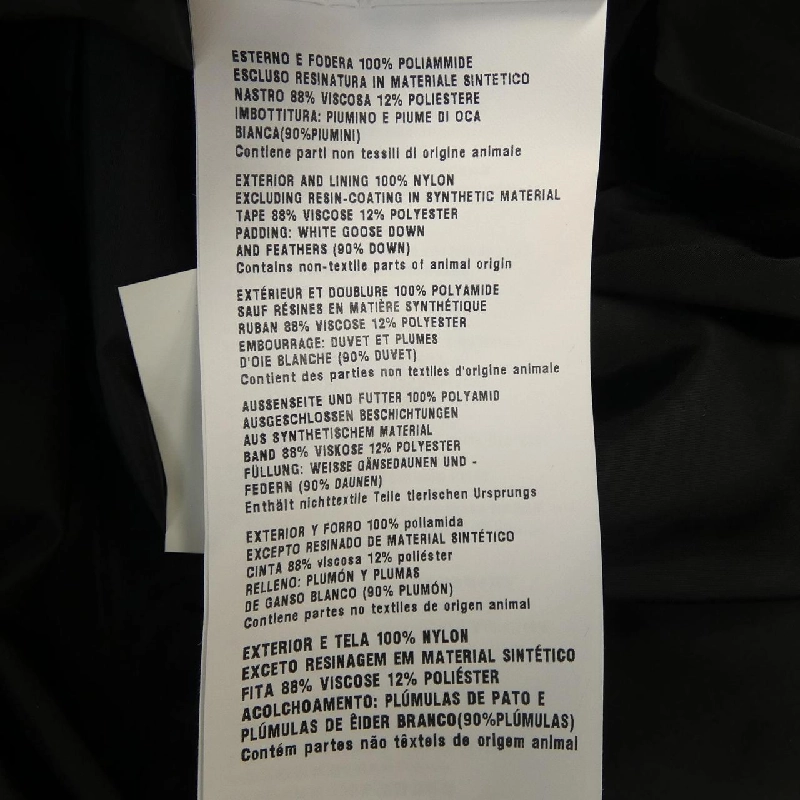 ESTERNO E FODERA 100% POLIAMMIDE
ESCLUSO RESINATURA IN MATERIALE SINTETICO
NASTRO 88% VISCOSA 12% POLIESTERE
IMBOTTITURA: PIUMINO E PIUME DI OCA
BIANCA(90%PIUMINI)
Contiene parti non tessili di origine animale
EXTERIOR AND LINING 100% NYLON
EXCLUDING RESIN-COATING IN SYNTHETIC MATERIAL
TAPE 88% VISCOSE 12% POLYESTER
PADDING: WHITE GOOSE DOWN
AND FEATHERS (90% DOWN)
Contains non-textile parts of animal origin
EXTÉRIEUR ET DOUBLURE 100% POLYAMIDE
SAUF RÉSINES EN MATIÈRE SYNTHÉTIQUE
RUBAN 88% VISCOSE 12% POLYESTER
EMBOURRAGE: DUVET ET PLUMES
D'OIE BLANCHE (90% DUVET)
Contient des parties non textiles d'origine animale
AUSSENSEITE UND FUTTER 100% POLYAMID
AUSGESCHLOSSEN BESCHICHTUNGEN
AUS SYNTHETISCHEM MATERIAL
BAND 88% VISKOSE 12% POLYESTER
FÜLLUNG: WEISSE GÄNSEDAUNEN UND -
FEDERN (90% DAUNEN)
Enthält nichttextile Teile tierischen Ursprungs
EXTERIOR Y FORRO 100% poliamida
EXCEPTO RESINADO DE MATERIAL SINTÉTICO
CINTA 88% viscosa 12% poliéster
RELLENO: PLUMÓN Y PLUMAS
DE GANSO BLANCO (90% PLUMÓN)
Contiene partes no textiles de origen animal
EXTERIOR E TELA 100% NYLON
EXCETO RESINAGEM EM MATERIAL SINTÉTICO
FITA 88% VISCOSE 12% POLIÉSTER
ACOLCHOAMENTO: PLÚMULAS DE PATO E
PLÚMULAS DE ÊIDER BRANCO(90%PLÚMULAS)
Contém partes não têxteis de origem animal